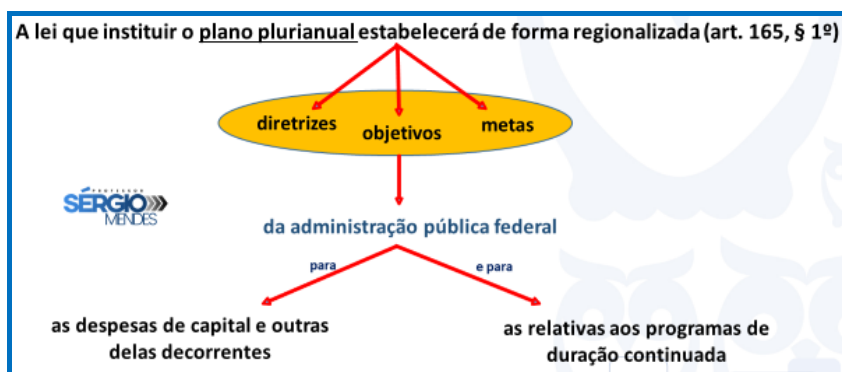 A lei que instituir o plano plurianual estabelecerá de forma regionalizada (art. 165, § 1º)
diretrizes objetivos metas
PROFESSOR
SÉRGIO
MENDES
da administração pública federal
para e para
as despesas de capital e outras
delas decorrentes
as relativas aos programas de
duração continuada